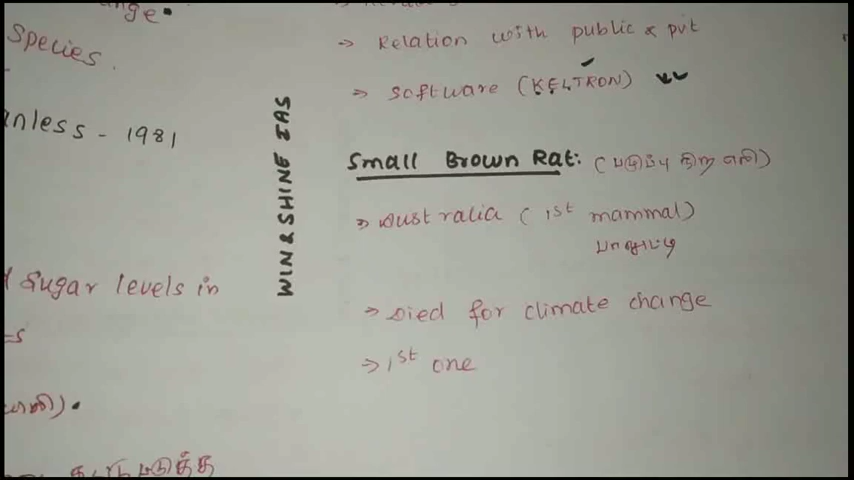 Species.
- 1981
Sugar levels in
WIN & SHINE IAS
→ Relation with public & pvt
→ Software (KELTRON)
Small Brown Rat:
→ Australia (1st mammal)
பாலூட்டி
→ Died for climate change
→ 1st one